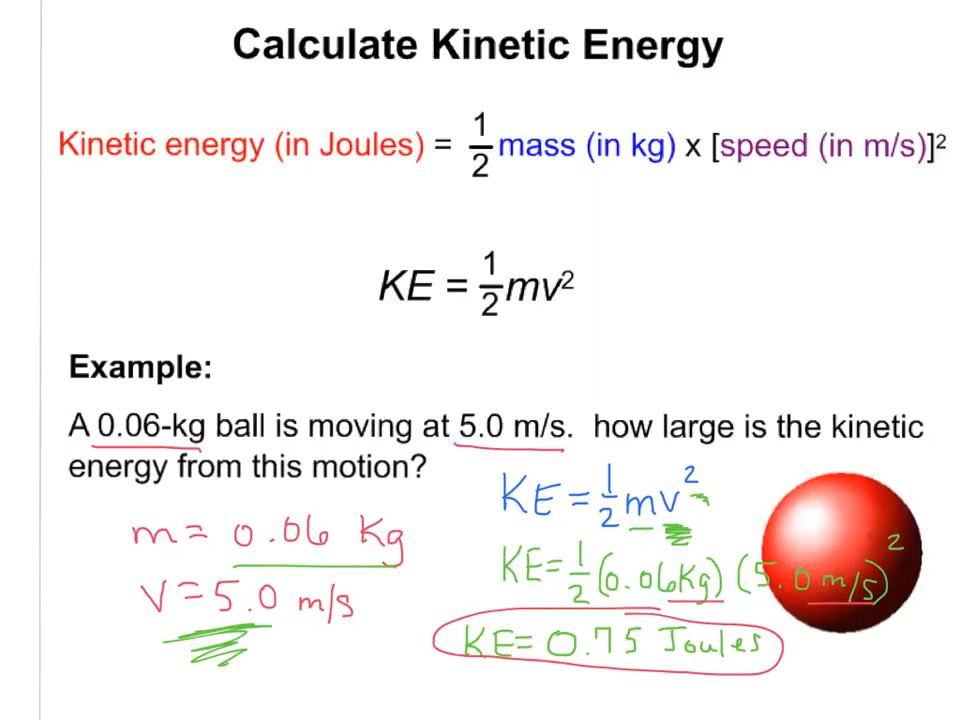 Calculate Kinetic Energy
Kinetic energy (in Joules) = 1/2 mass (in kg) x [speed (in m/s)]²
KE = 1/2 mv²
Example:
A 0.06-kg ball is moving at 5.0 m/s. how large is the kinetic
energy from this motion?
m = 0.06 Kg
v = 5.0 m/s
KE = 1/2 mv²
KE = 1/2 (0.06Kg) (5.0 m/s)²
KE = 0.75 Joules